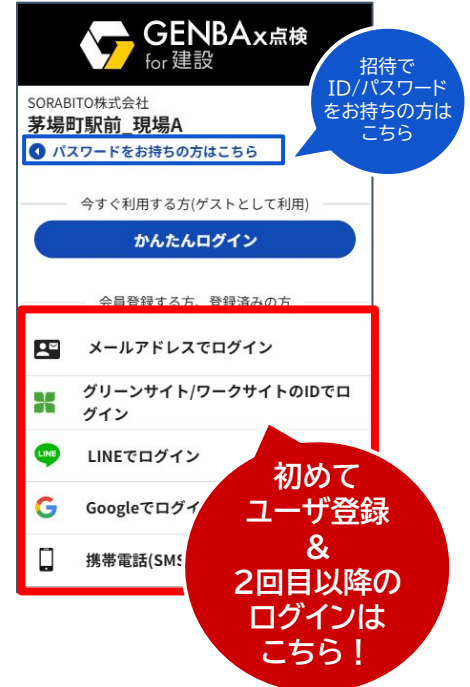 GENBAx点検
for 建設
招待で
ID/パスワード
をお持ちの方は
こちら
SORABITO株式会社
茅場町駅前_現場A
パスワードをお持ちの方はこちら
今すぐ利用する方(ゲストとして利用)
かんたんログイン
会員登録する方、登録済みの方
メールアドレスでログイン
グリーンサイト/ワークサイトのIDでロ
グイン
LINE
LINEでログイン
Googleでログイ
携帯電話(SMS
初めて
ユーザ登録
&
2回目以降の
ログインは
こちら！